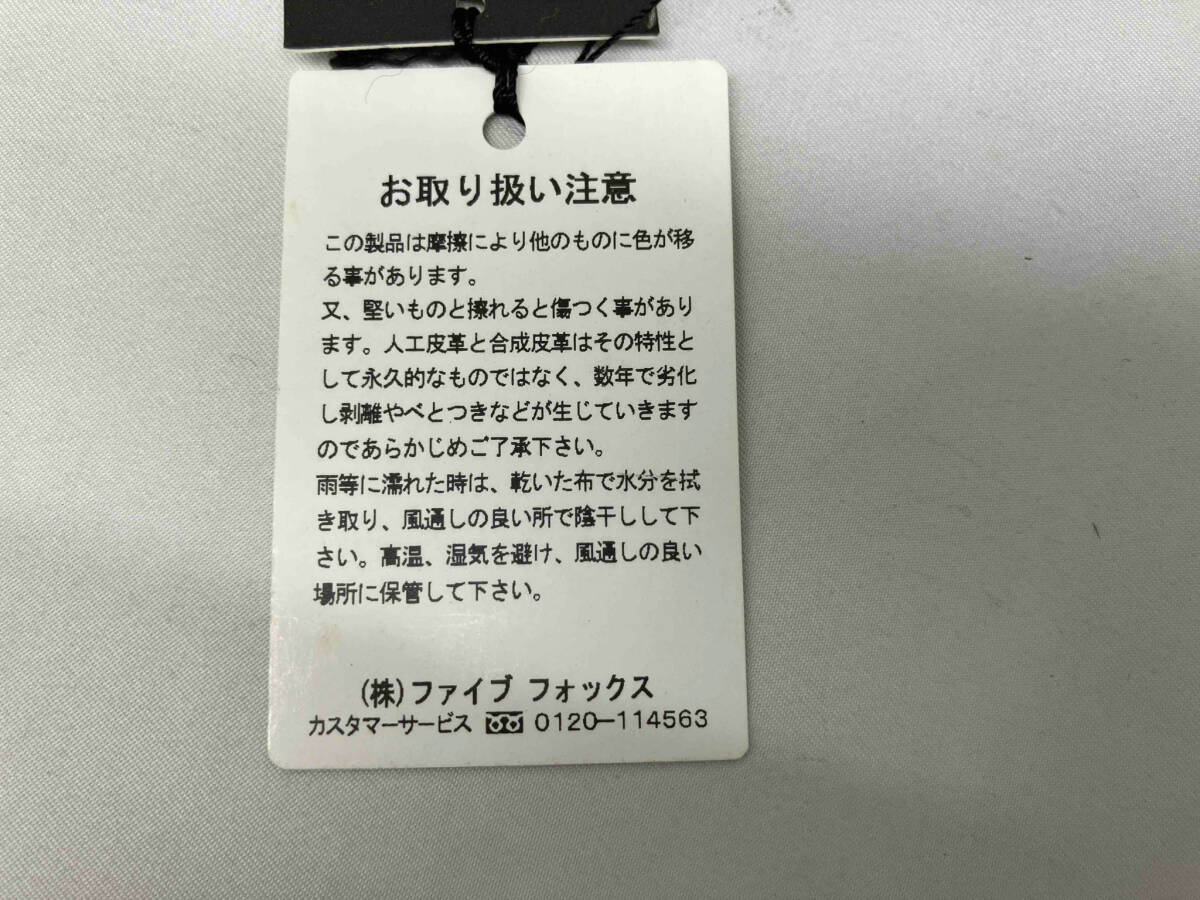 お取り扱い注意
この製品は摩擦により他のものに色が移
る事があります。
又、堅いものと擦れると傷つく事があり
ます。人工皮革と合成皮革はその特性と
して永久的なものではなく、数年で劣化
し剥離やべとつきなどが生じていきます
のであらかじめご了承下さい。
雨等に濡れた時は、乾いた布で水分を拭
き取り、風通しの良い所で陰干しして下
さい。高温、湿気を避け、風通しの良い
場所に保管して下さい。
(株)ファイブ フォックス
カスタマーサービス 0120-114563